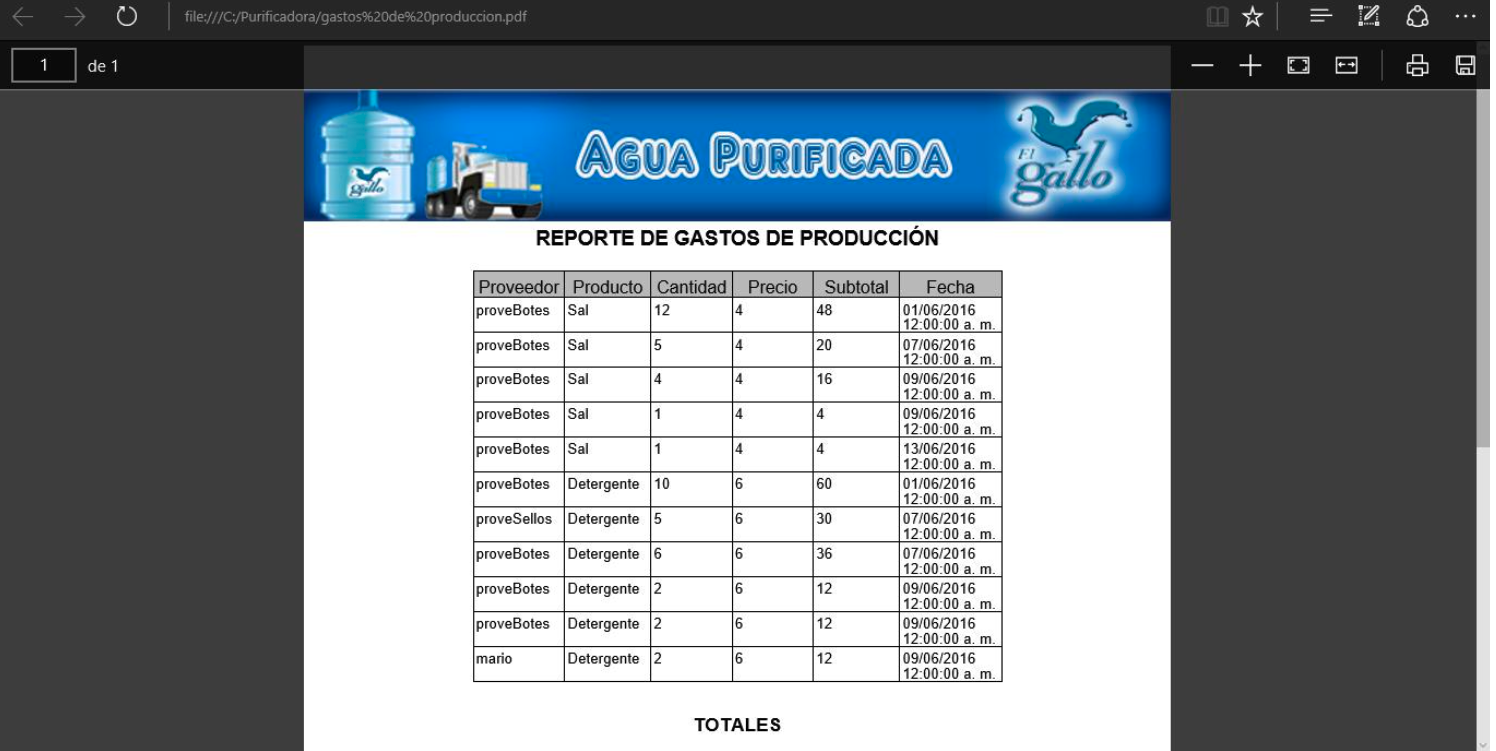 file:///C:/Purificadora/gastos%20de%20produccion.pdf
1 de 1
AGUA PURIFICADA
El gallo
gallo
REPORTE DE GASTOS DE PRODUCCIÓN
Proveedor Producto Cantidad Precio Subtotal Fecha
proveBotes Sal 12 4 48 01/06/2016
12:00:00 a. m.
proveBotes Sal 5 4 20 07/06/2016
12:00:00 a. m.
proveBotes Sal 4 4 16 09/06/2016
12:00:00 a. m.
proveBotes Sal 1 4 4 09/06/2016
12:00:00 a. m.
proveBotes Sal 1 4 4 13/06/2016
12:00:00 a. m.
proveBotes Detergente 10 6 60 01/06/2016
12:00:00 a. m.
proveSellos Detergente 5 6 30 07/06/2016
12:00:00 a. m.
proveBotes Detergente 6 6 36 07/06/2016
12:00:00 a. m.
proveBotes Detergente 2 6 12 09/06/2016
12:00:00 a. m.
proveBotes Detergente 2 6 12 09/06/2016
12:00:00 a. m.
mario Detergente 2 6 12 09/06/2016
12:00:00 a. m.
TOTALES